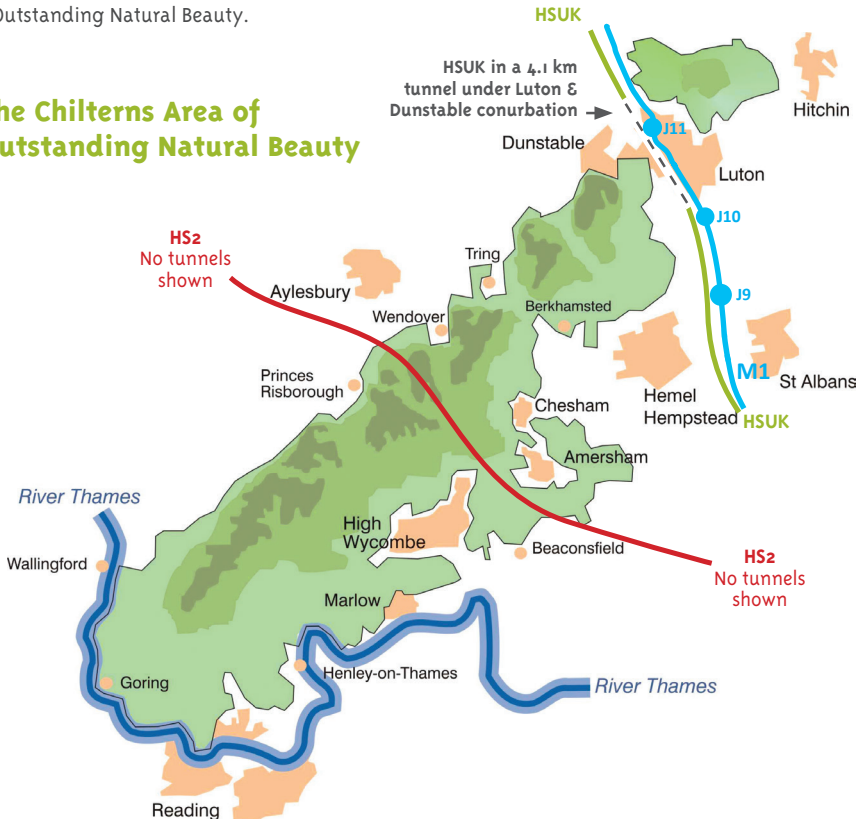 Outstanding Natural Beauty.
HSUK
HSUK in a 4.1 km
tunnel under Luton &
Dunstable conurbation
Hitchin
he Chilterns Area of
utstanding Natural Beauty
J11
Dunstable
Luton
J10
HS2
No tunnels
shown
Tring
Aylesbury
J9
Berkhamsted
Wendover
M1
St Albans
Princes
Risborough
Hemel
Hempstead
HSUK
Chesham
Amersham
River Thames
High
Wycombe
Beaconsfield
Wallingford
HS2
No tunnels
shown
Marlow
Henley-on-Thames
Goring
River Thames
Reading